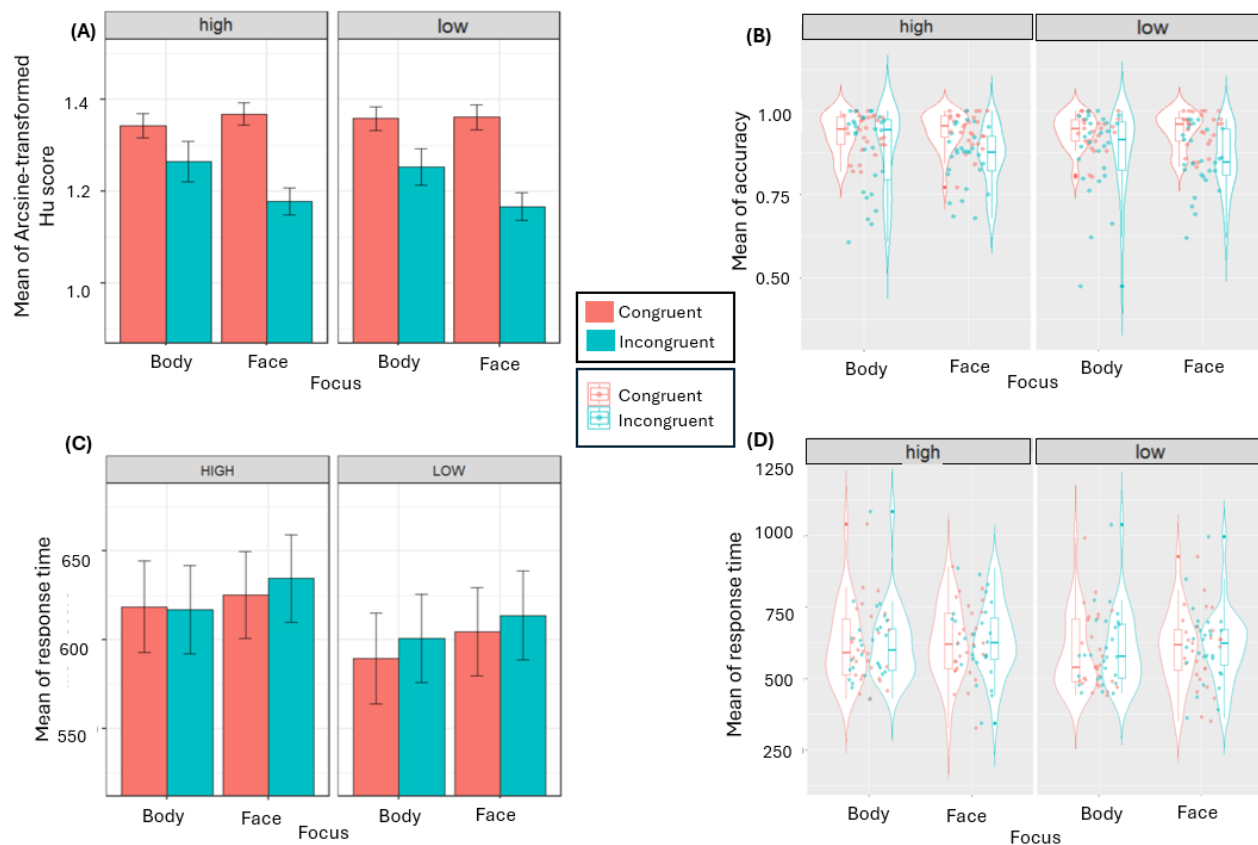 (A)
high
low
Mean of Arcsine-transformed
Hu score
1.4
1.2
1.0
Body
Face
Body
Face
Focus
(B)
high
low
Mean of accuracy
1.00
0.75
0.50
Body
Face
Body
Face
Focus
Congruent
Incongruent
Congruent
Incongruent
(C)
HIGH
LOW
Mean of response time
650
600
550
Body
Face
Body
Face
Focus
(D)
high
low
Mean of response time
1250
1000
750
500
250
Body
Face
Body
Face
Focus